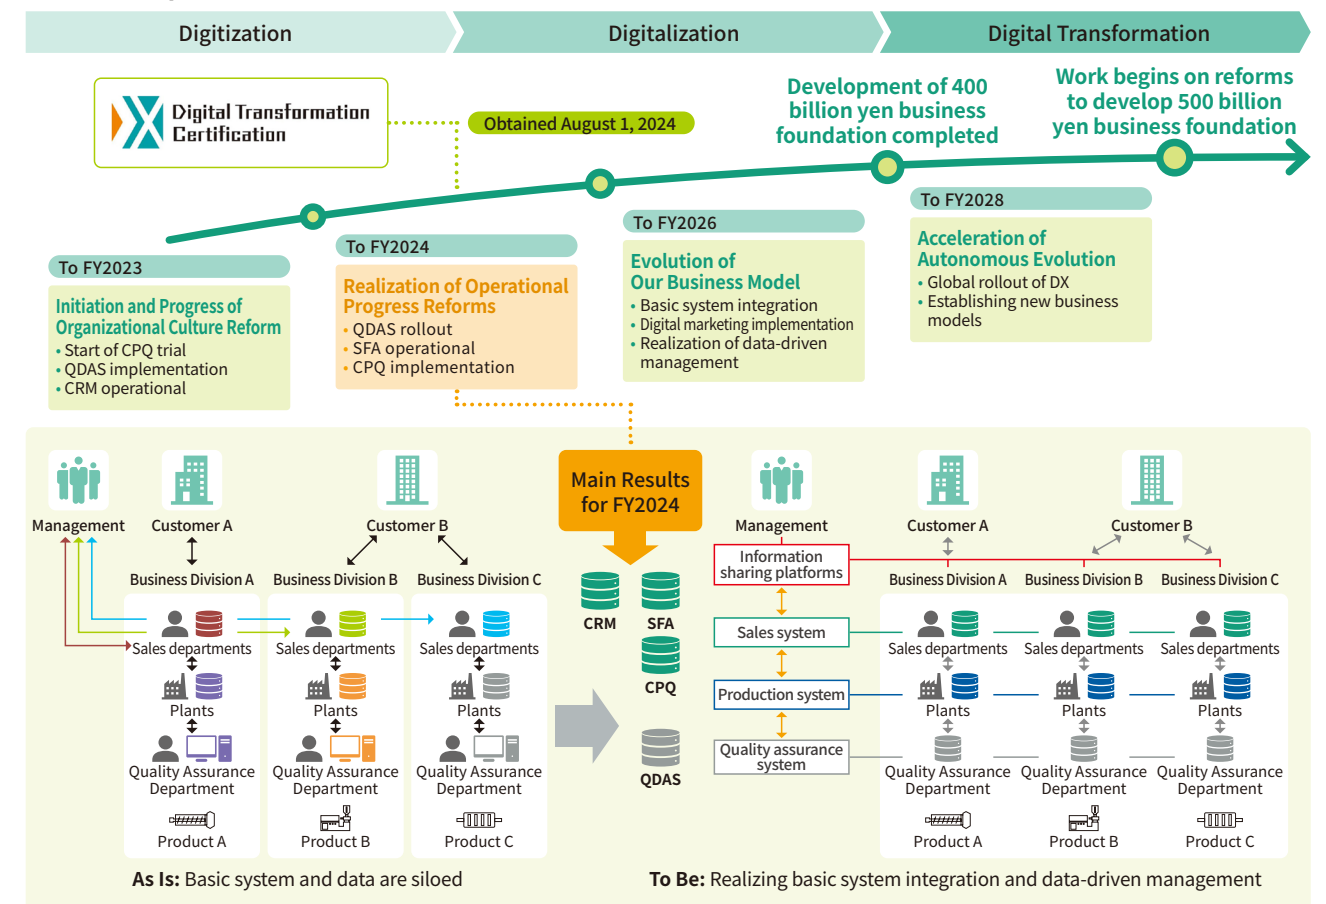 Digitization
Digitalization
Digital Transformation
Digital Transformation
Certification
Obtained August 1, 2024
Development of 400
billion yen business
foundation completed
Work begins on reforms
to develop 500 billion
yen business foundation
To FY2023
Initiation and Progress of
Organizational Culture Reform
• Start of CPQ trial
• QDAS implementation
• CRM operational
To FY2024
Realization of Operational
Progress Reforms
• QDAS rollout
• SFA operational
• CPQ implementation
To FY2026
Evolution of
Our Business Model
• Basic system integration
• Digital marketing implementation
• Realization of data-driven
management
To FY2028
Acceleration of
Autonomous Evolution
• Global rollout of DX
• Establishing new business
models
Management
Customer A
Customer B
Business Division A
Business Division B
Business Division C
Sales departments
Sales departments
Sales departments
Plants
Plants
Plants
Quality Assurance
Department
Quality Assurance
Department
Quality Assurance
Department
Product A
Product B
Product C
As Is: Basic system and data are siloed
Main Results
for FY2024
CRM
SFA
CPQ
QDAS
Management
Customer A
Customer B
Information
sharing platforms
Business Division A
Business Division B
Business Division C
Sales system
Sales departments
Sales departments
Sales departments
Production system
Plants
Plants
Plants
Quality assurance
system
Quality Assurance
Department
Quality Assurance
Department
Quality Assurance
Department
Product A
Product B
Product C
To Be: Realizing basic system integration and data-driven management